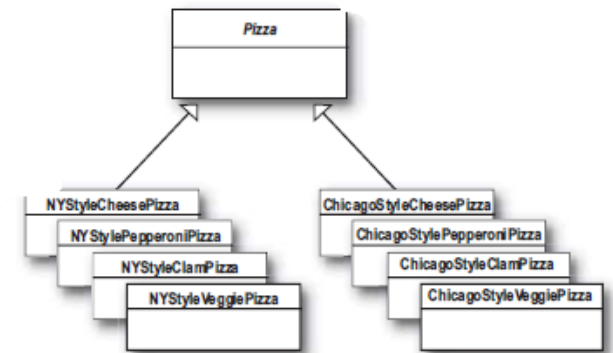 Pizza
NYStyleCheesePizza
NYStylePepperoniPizza
NYStyleClamPizza
NYStyleVeggiePizza
ChicagoStyleCheesePizza
ChicagoStylePepperoniPizza
ChicagoStyleClamPizza
ChicagoStyleVeggiePizza